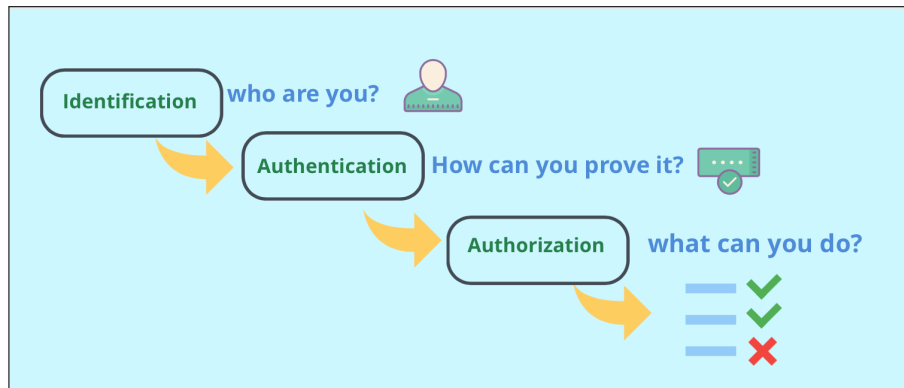 Identification
who are you?
Authentication
How can you prove it?
Authorization
what can you do?